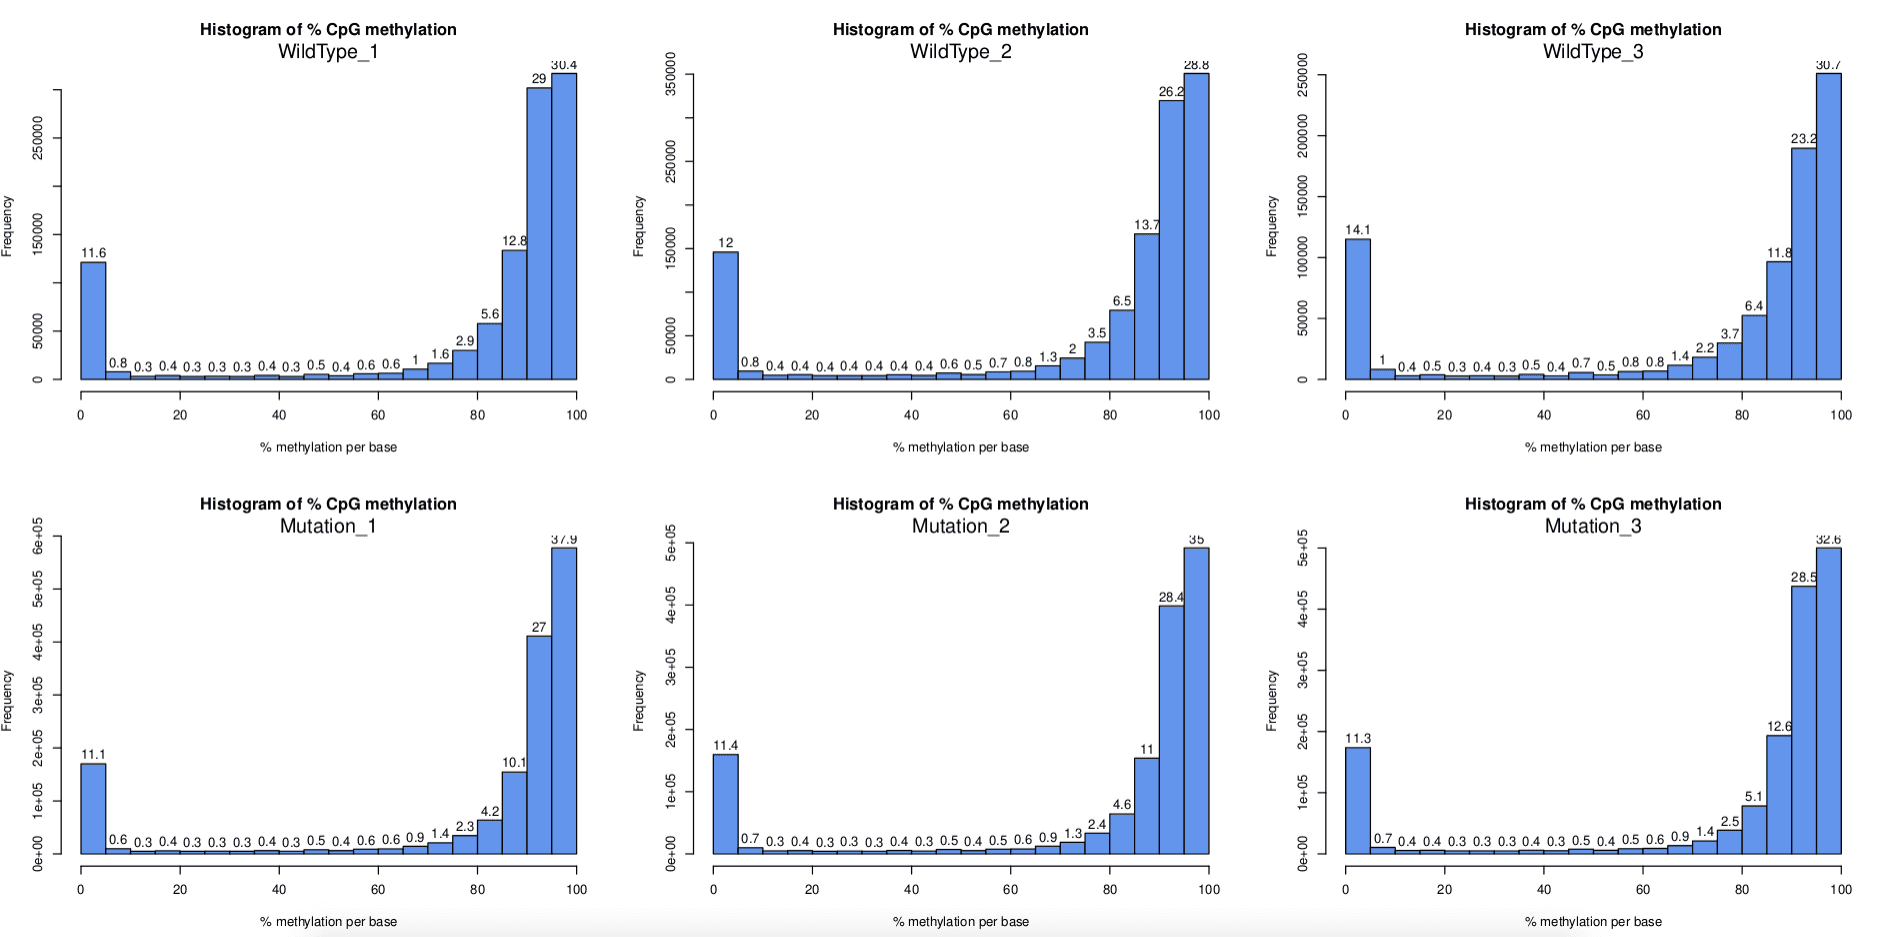 Histogram of % CpG methylation
WildType_1
Frequency
0 50000 150000 250000
11.6 0.8 0.3 0.4 0.3 0.3 0.3 0.4 0.3 0.5 0.4 0.6 0.6 1 1.6 2.9 5.6 12.8 29 30.4
0 20 40 60 80 100
% methylation per base
Histogram of % CpG methylation
WildType_2
Frequency
0 50000 150000 250000 350000
12 0.8 0.4 0.4 0.4 0.4 0.4 0.4 0.4 0.6 0.5 0.7 0.8 1.3 2 3.5 6.5 13.7 26.2 28.8
0 20 40 60 80 100
% methylation per base
Histogram of % CpG methylation
WildType_3
Frequency
0 50000 100000 150000 200000 250000
14.1 1 0.4 0.5 0.3 0.4 0.3 0.5 0.4 0.7 0.5 0.8 0.8 1.4 2.2 3.7 6.4 11.8 23.2 30.7
0 20 40 60 80 100
% methylation per base
Histogram of % CpG methylation
Mutation_1
Frequency
0e+00 1e+05 2e+05 3e+05 4e+05 5e+05 6e+05
11.1 0.6 0.3 0.4 0.3 0.3 0.3 0.4 0.3 0.5 0.4 0.6 0.6 0.9 1.4 2.3 4.2 10.1 27 37.9
0 20 40 60 80 100
% methylation per base
Histogram of % CpG methylation
Mutation_2
Frequency
0e+00 1e+05 2e+05 3e+05 4e+05 5e+05
11.4 0.7 0.3 0.4 0.3 0.3 0.3 0.4 0.3 0.5 0.4 0.5 0.6 0.9 1.3 2.4 4.6 11 28.4 35
0 20 40 60 80 100
% methylation per base
Histogram of % CpG methylation
Mutation_3
Frequency
0e+00 1e+05 2e+05 3e+05 4e+05 5e+05
11.3 0.7 0.4 0.4 0.3 0.3 0.3 0.4 0.3 0.5 0.4 0.5 0.6 0.9 1.4 2.5 5.1 12.6 28.5 32.6
0 20 40 60 80 100
% methylation per base